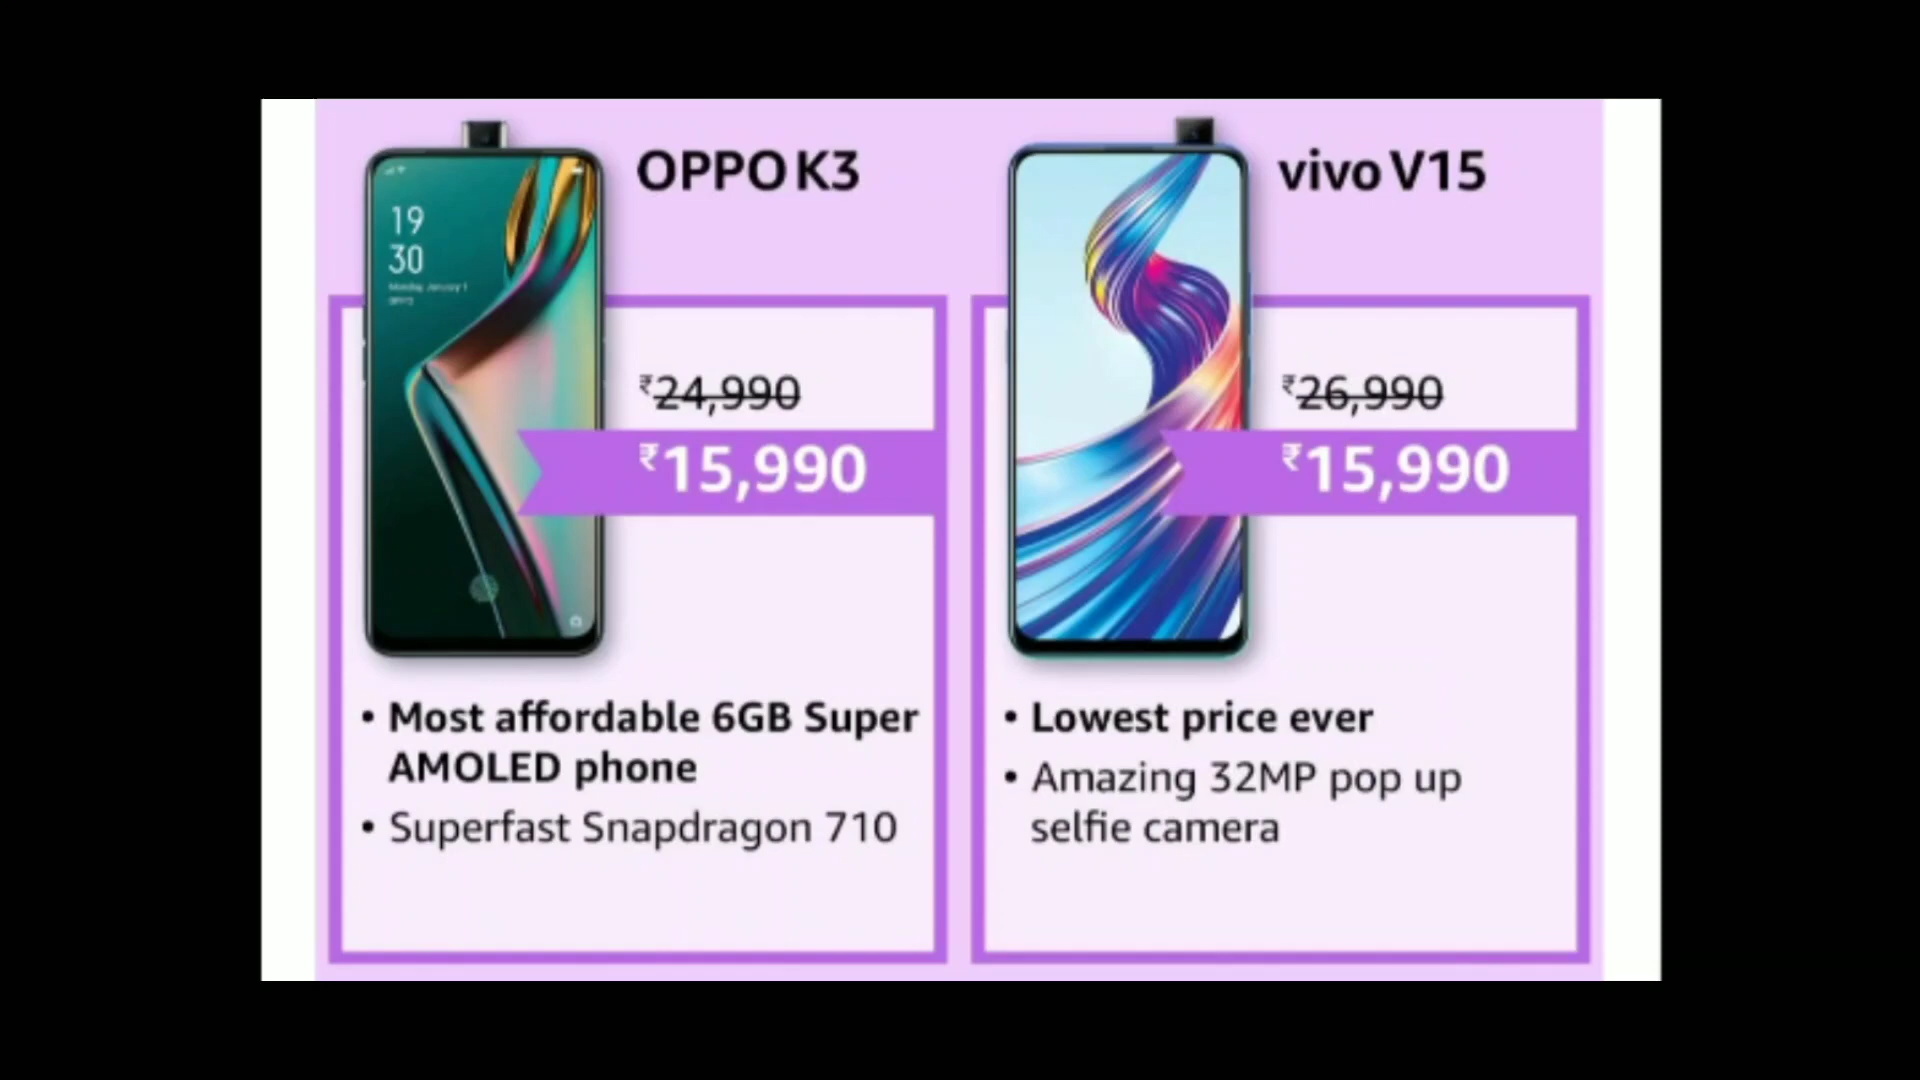 OPPO K3
19
30
₹24,990
₹15,990
• Most affordable 6GB Super
AMOLED phone
• Superfast Snapdragon 710
vivo V15
₹26,990
₹15,990
• Lowest price ever
• Amazing 32MP pop up
selfie camera